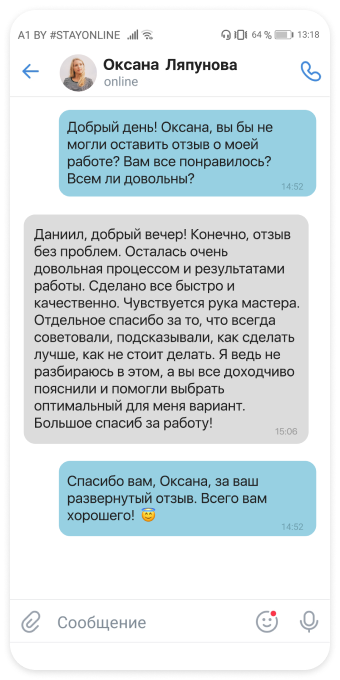 A1 BY #STAYONLINE 64 % 13:18
Оксана Ляпунова
online
Добрый день! Оксана, вы бы не
могли оставить отзыв о моей
работе? Вам все понравилось?
Всем ли довольны?
14:52
Даниил, добрый вечер! Конечно, отзыв
без проблем. Осталась очень
довольная процессом и результатами
работы. Сделано все быстро и
качественно. Чувствуется рука мастера.
Отдельное спасибо за то, что всегда
советовали, подсказывали, как сделать
лучше, как не стоит делать. Я ведь не
разбираюсь в этом, а вы все доходчиво
пояснили и помогли выбрать
оптимальный для меня вариант.
Большое спасиб за работу!
15:06
Спасибо вам, Оксана, за ваш
развернутый отзыв. Всего вам
хорошего! 😇
14:52
Сообщение